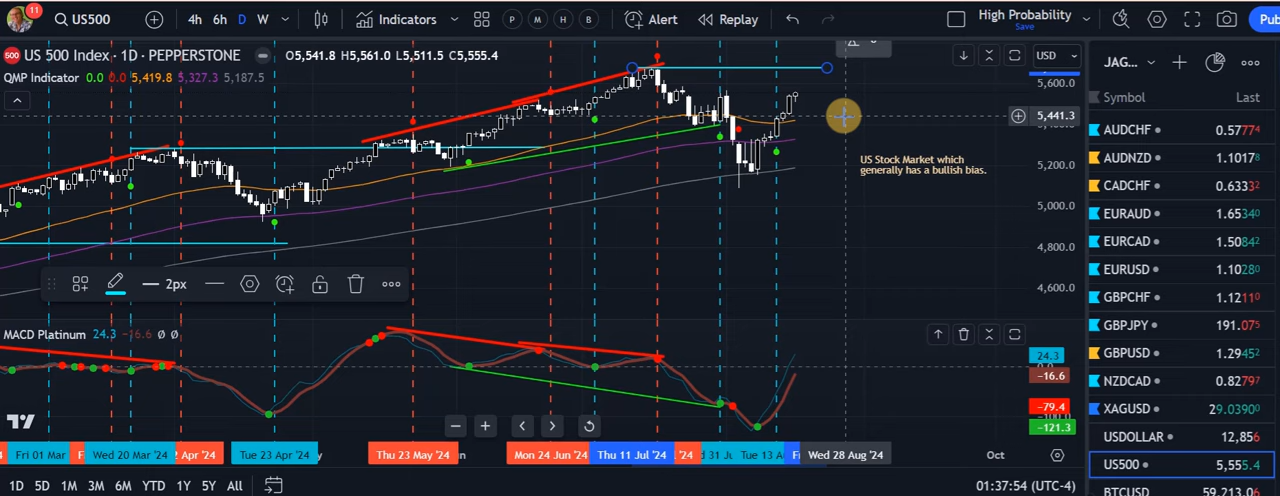 11
US500
4h 6h D W
Indicators
P M H B
Alert
Replay
High Probability
Save
Pub
500 US 500 Index · 1D · PEPPERSTONE
O5,541.8 H5,561.0 L5,511.5 C5,555.4
USD
QMP Indicator 0.0 0.0 5,419.8 5,327.3 5,187.5
5,600.0
5,441.3
5,200.0
5,000.0
4,800.0
4,600.0
US Stock Market which
generally has a bullish bias.
2px
MACD Platinum 24.3 -16.6 Ø Ø
24.3
-16.6
-79.4
-121.3
Fri 01 Mar
Wed 20 Mar '24
2 Apr '24
Tue 23 Apr '24
Thu 23 May '24
Mon 24 Jun '24
Thu 11 Jul '24
'24
Tue 13 A
Wed 28 Aug '24
Oct
1D 5D 1M 3M 6M YTD 1Y 5Y All
01:37:54 (UTC-4)
JAG...
Symbol Last
AUDCHF 0.57774
AUDNZD 1.10178
CADCHF 0.63332
EURAUD 1.65340
EURCAD 1.50842
EURUSD 1.10280
GBPCHF 1.12110
GBPJPY 191.075
GBPUSD 1.29452
NZDCAD 0.82797
XAGUSD 29.0390
USDOLLAR 12,856
US500 5,555.4
BTCUSD 59,213.06